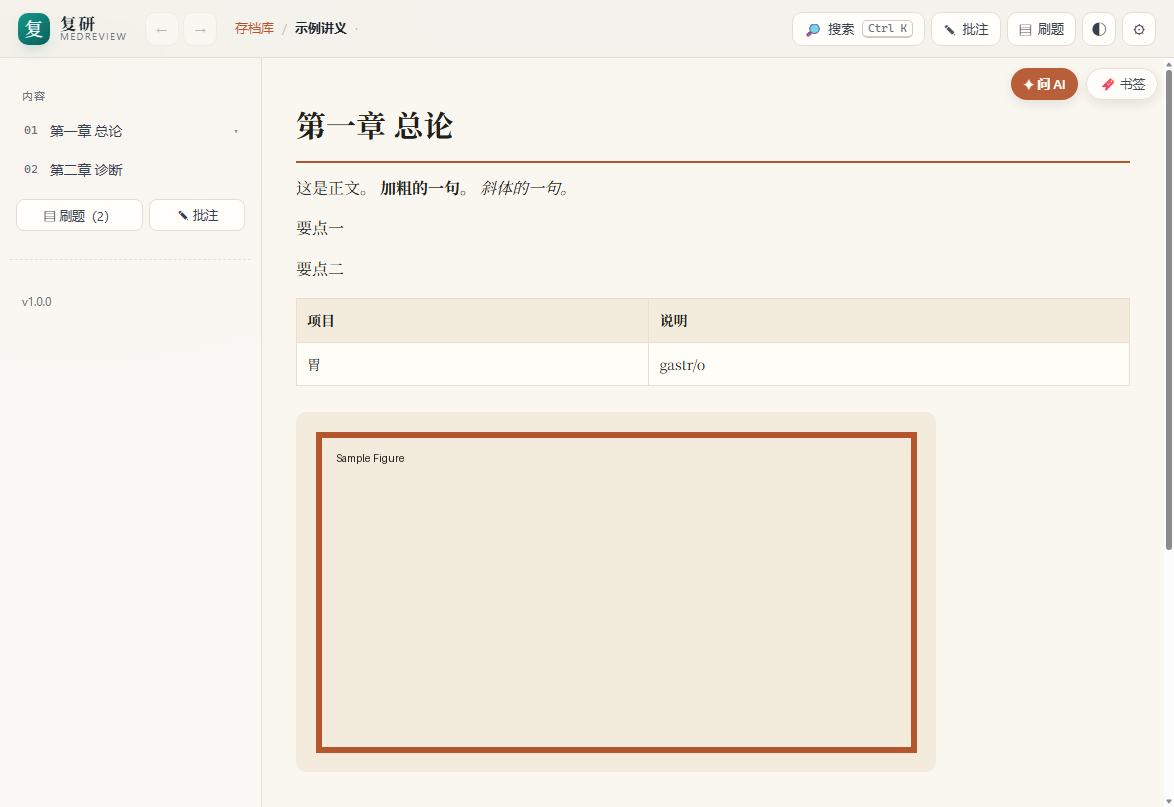 复 复研
MEDREVIEW
← → 存档库 / 示例讲义 ·
搜索 Ctrl K 批注 刷题
问 AI 书签
内容
01 第一章 总论
02 第二章 诊断
刷题（2） 批注
v1.0.0
第一章 总论
这是正文。 加粗的一句。 斜体的一句。
要点一
要点二
项目 说明
胃 gastr/o
Sample Figure